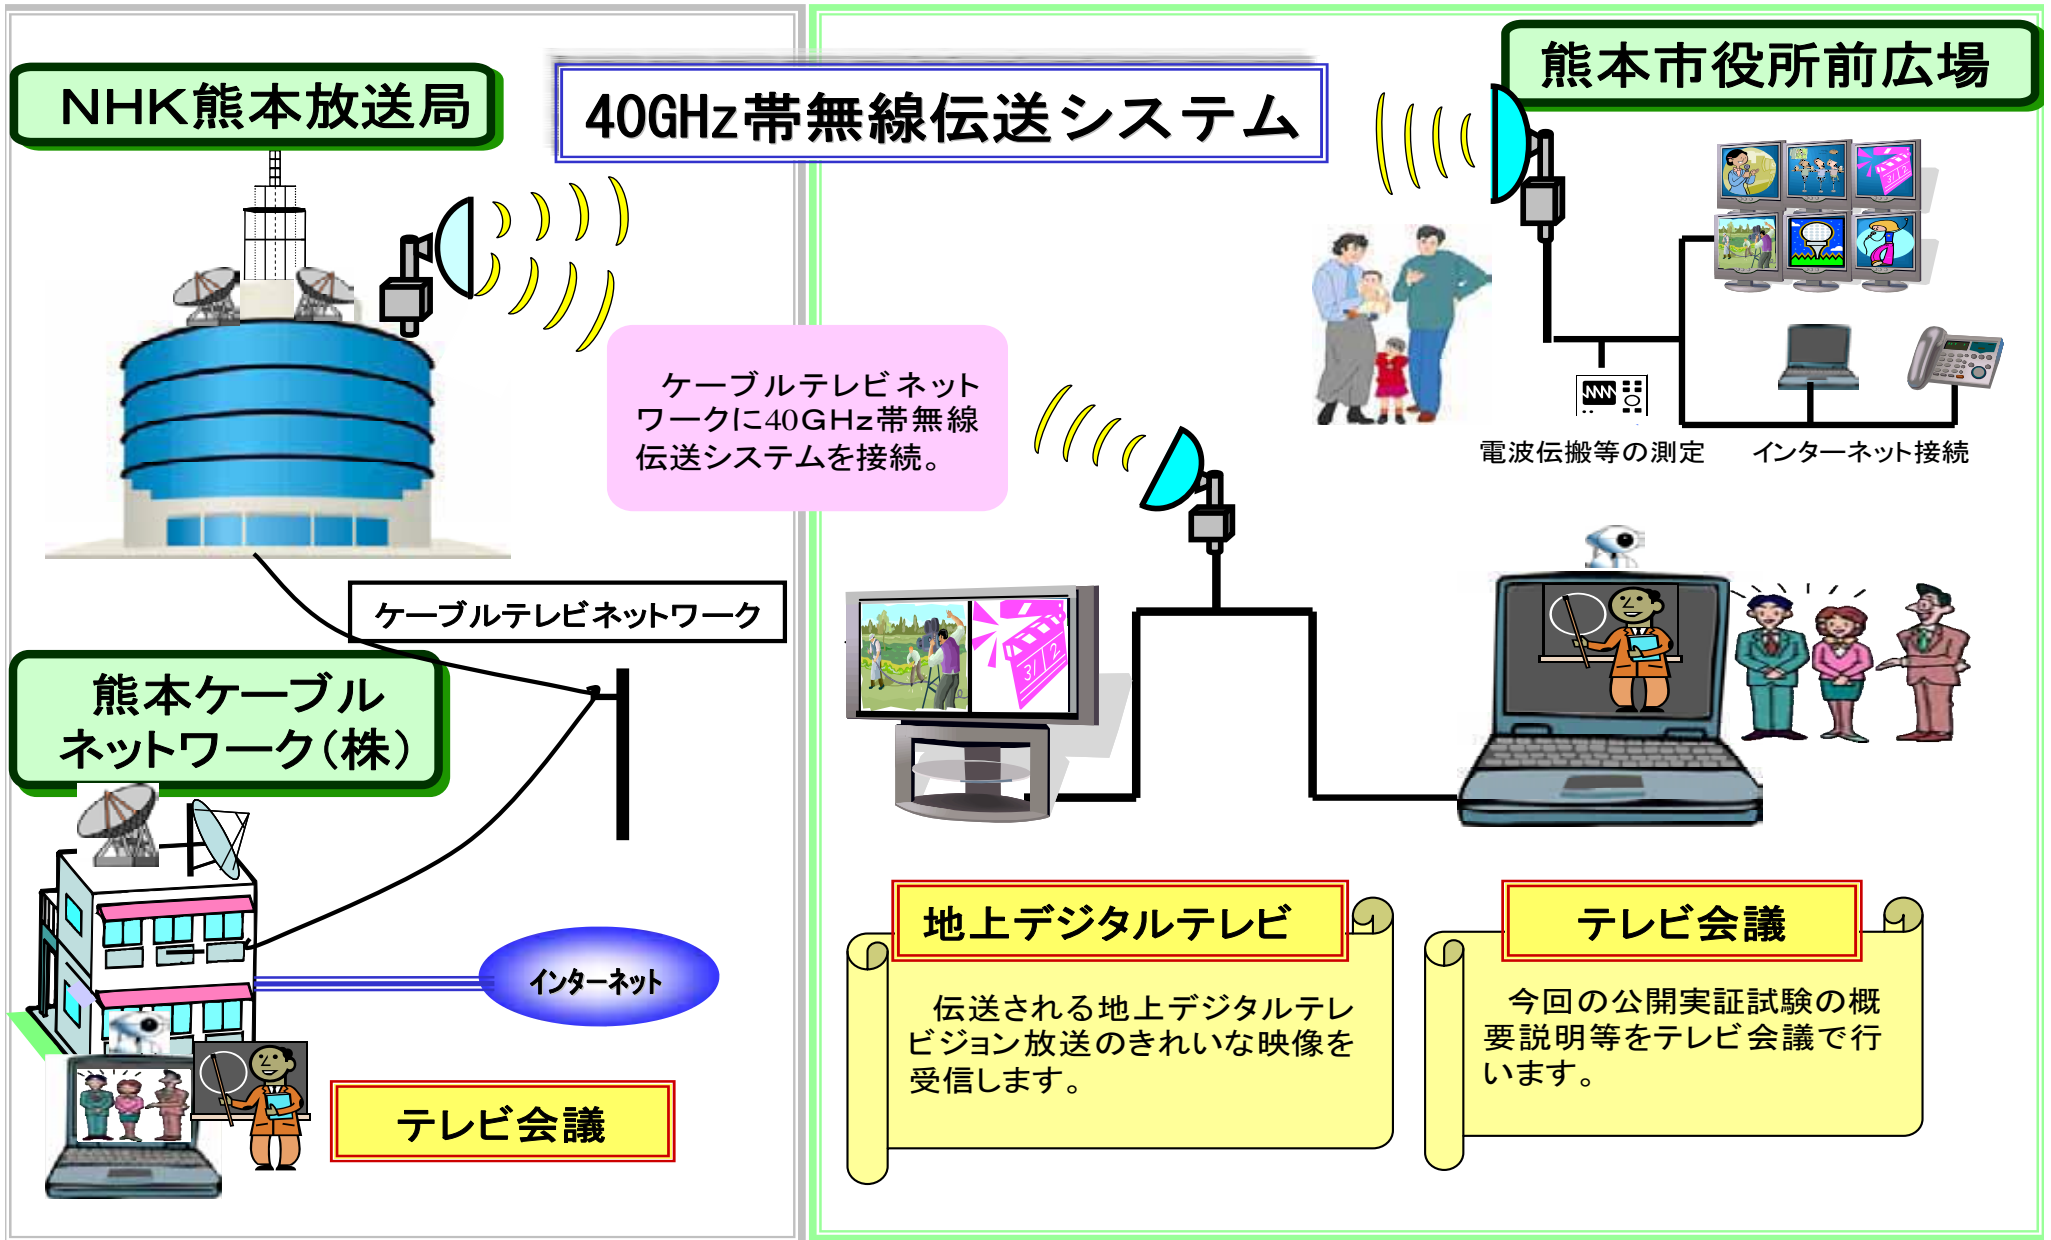 NHK熊本放送局
40GHz帯無線伝送システム
熊本市役所前広場
ケーブルテレビネット
ワークに40GHz帯無線
伝送システムを接続。
電波伝搬等の測定
インターネット接続
ケーブルテレビネットワーク
熊本ケーブル
ネットワーク(株)
インターネット
テレビ会議
地上デジタルテレビ
伝送される地上デジタルテレ
ビジョン放送のきれいな映像を
受信します。
テレビ会議
今回の公開実証試験の概
要説明等をテレビ会議で行
います。